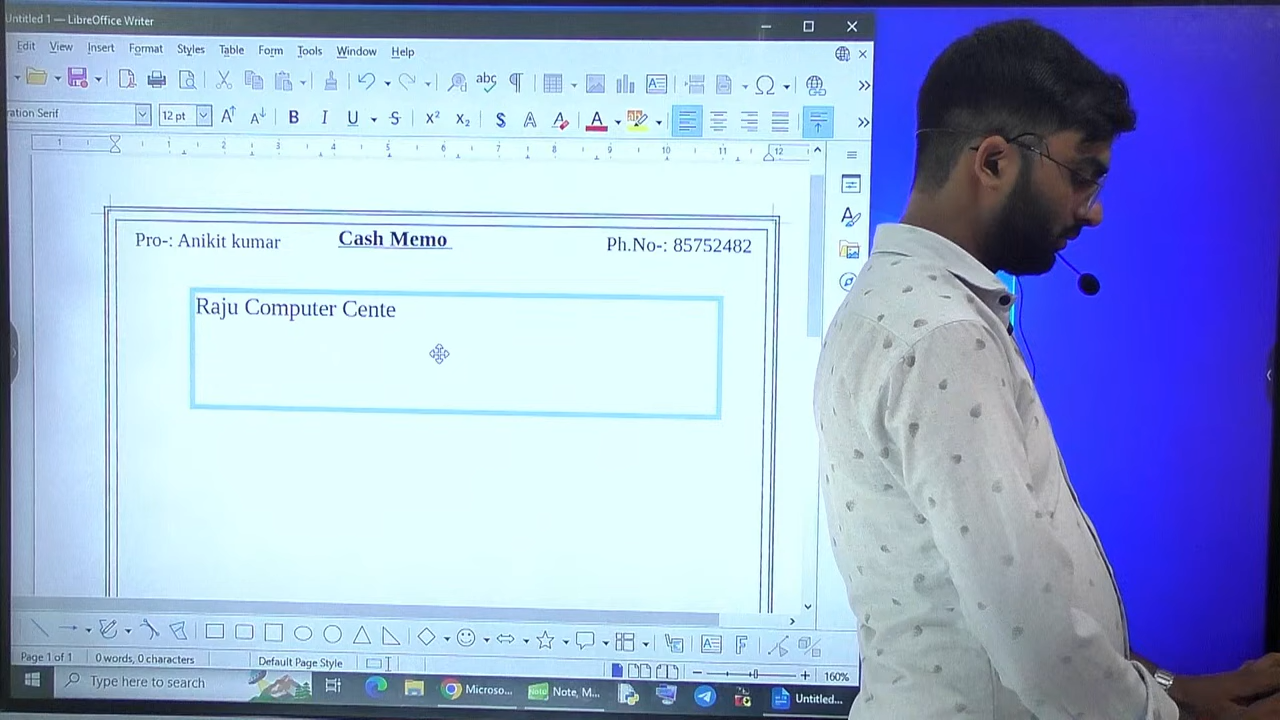 Untitled 1 — LibreOffice Writer
Edit View Insert Format Styles Table Form Tools Window Help
ration Serif 12 pt
Pro-: Anikit kumar Cash Memo Ph.No-: 85752482
Raju Computer Cente
Page 1 of 1 0 words, 0 characters Default Page Style 160%
Type here to search Microso... Note, M... Untitled...